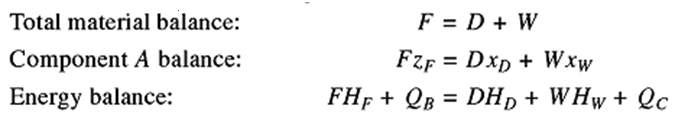 Total material balance: F = D + W
Component A balance: Fz_F = Dx_D + Wx_W
Energy balance: FH_F + Q_B = DH_D + WH_W + Q_C